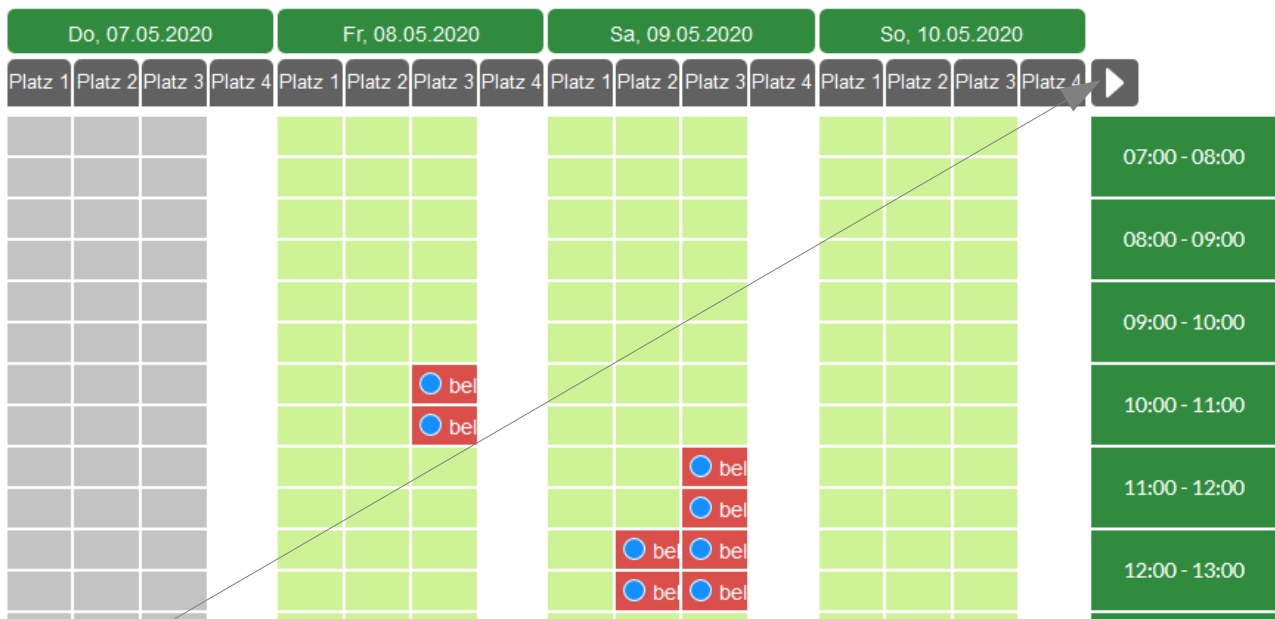 Do, 07.05.2020 Fr, 08.05.2020 Sa, 09.05.2020 So, 10.05.2020
Platz 1 Platz 2 Platz 3 Platz 4 Platz 1 Platz 2 Platz 3 Platz 4 Platz 1 Platz 2 Platz 3 Platz 4 Platz 1 Platz 2 Platz 3 Platz 4
07:00 - 08:00
08:00 - 09:00
09:00 - 10:00
bel
10:00 - 11:00
bel
bel
11:00 - 12:00
bel
bel bel
12:00 - 13:00
bel bel